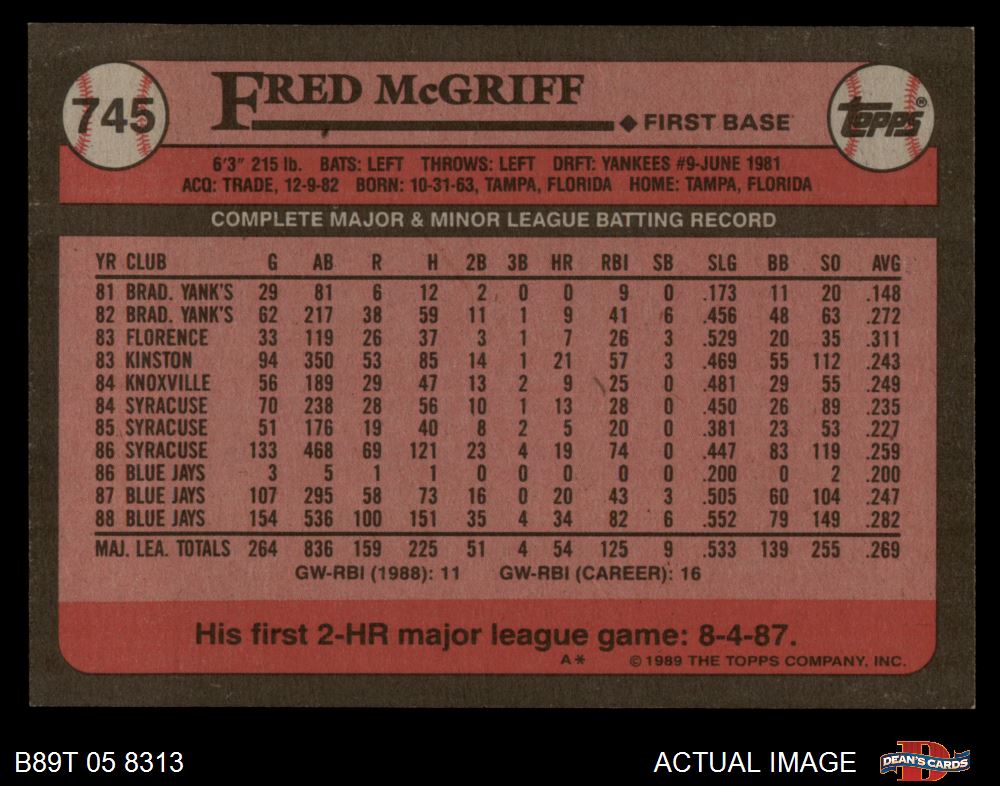 745
FRED McGRIFF
◆ FIRST BASE
topps®
6'3" 215 lb. BATS: LEFT THROWS: LEFT DRFT: YANKEES #9-JUNE 1981
ACQ: TRADE, 12-9-82 BORN: 10-31-63, TAMPA, FLORIDA HOME: TAMPA, FLORIDA
COMPLETE MAJOR & MINOR LEAGUE BATTING RECORD
YR CLUB G AB R H 2B 3B HR RBI SB SLG BB SO AVG
81 BRAD. YANK'S 29 81 6 12 2 0 0 9 0 .173 11 20 .148
82 BRAD. YANK'S 62 217 38 59 11 1 9 41 6 .456 48 63 .272
83 FLORENCE 33 119 26 37 3 1 7 26 3 .529 20 35 .311
83 KINSTON 94 350 53 85 14 1 21 57 3 .469 55 112 .243
84 KNOXVILLE 56 189 29 47 13 2 9 25 0 .481 29 55 .249
84 SYRACUSE 70 238 28 56 10 1 13 28 0 .450 26 89 .235
85 SYRACUSE 51 176 19 40 8 2 5 20 0 .381 23 53 .227
86 SYRACUSE 133 468 69 121 23 4 19 74 0 .447 83 119 .259
86 BLUE JAYS 3 5 1 1 0 0 0 0 0 .200 0 2 .200
87 BLUE JAYS 107 295 58 73 16 0 20 43 3 .505 60 104 .247
88 BLUE JAYS 154 536 100 151 35 4 34 82 6 .552 79 149 .282
MAJ. LEA. TOTALS 264 836 159 225 51 4 54 125 9 .533 139 255 .269
GW-RBI (1988): 11 GW-RBI (CAREER): 16
His first 2-HR major league game: 8-4-87.
A* © 1989 THE TOPPS COMPANY, INC.
B89T 05 8313
ACTUAL IMAGE
D
DEAN'S CARDS